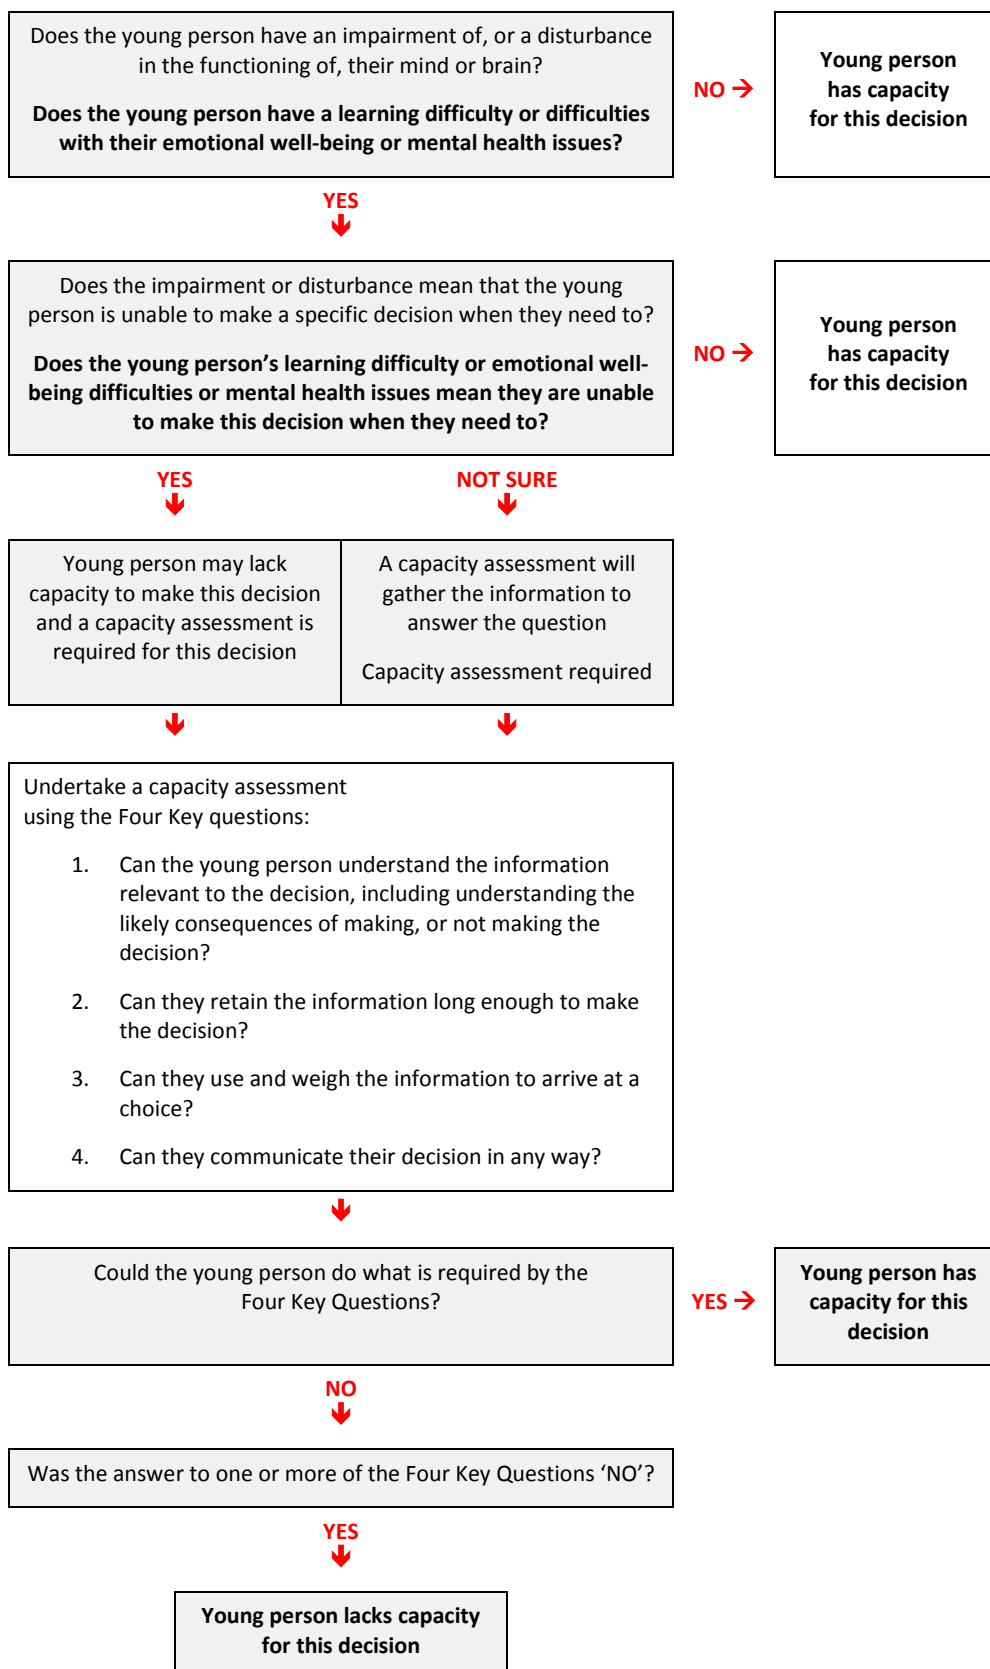 Does the young person have an impairment of, or a disturbance
in the functioning of, their mind or brain?
Does the young person have a learning difficulty or difficulties
with their emotional well-being or mental health issues?
NO →
Young person
has capacity
for this decision
YES
Does the impairment or disturbance mean that the young
person is unable to make a specific decision when they need to?
Does the young person’s learning difficulty or emotional well-
being difficulties or mental health issues mean they are unable
to make this decision when they need to?
NO →
Young person
has capacity
for this decision
YES
NOT SURE
Young person may lack
capacity to make this decision
and a capacity assessment is
required for this decision
A capacity assessment will
gather the information to
answer the question
Capacity assessment required
Undertake a capacity assessment
using the Four Key questions:
1. Can the young person understand the information
relevant to the decision, including understanding the
likely consequences of making, or not making the
decision?
2. Can they retain the information long enough to make
the decision?
3. Can they use and weigh the information to arrive at a
choice?
4. Can they communicate their decision in any way?
Could the young person do what is required by the
Four Key Questions?
YES →
Young person has
capacity for this
decision
NO
Was the answer to one or more of the Four Key Questions ‘NO’?
YES
Young person lacks capacity
for this decision